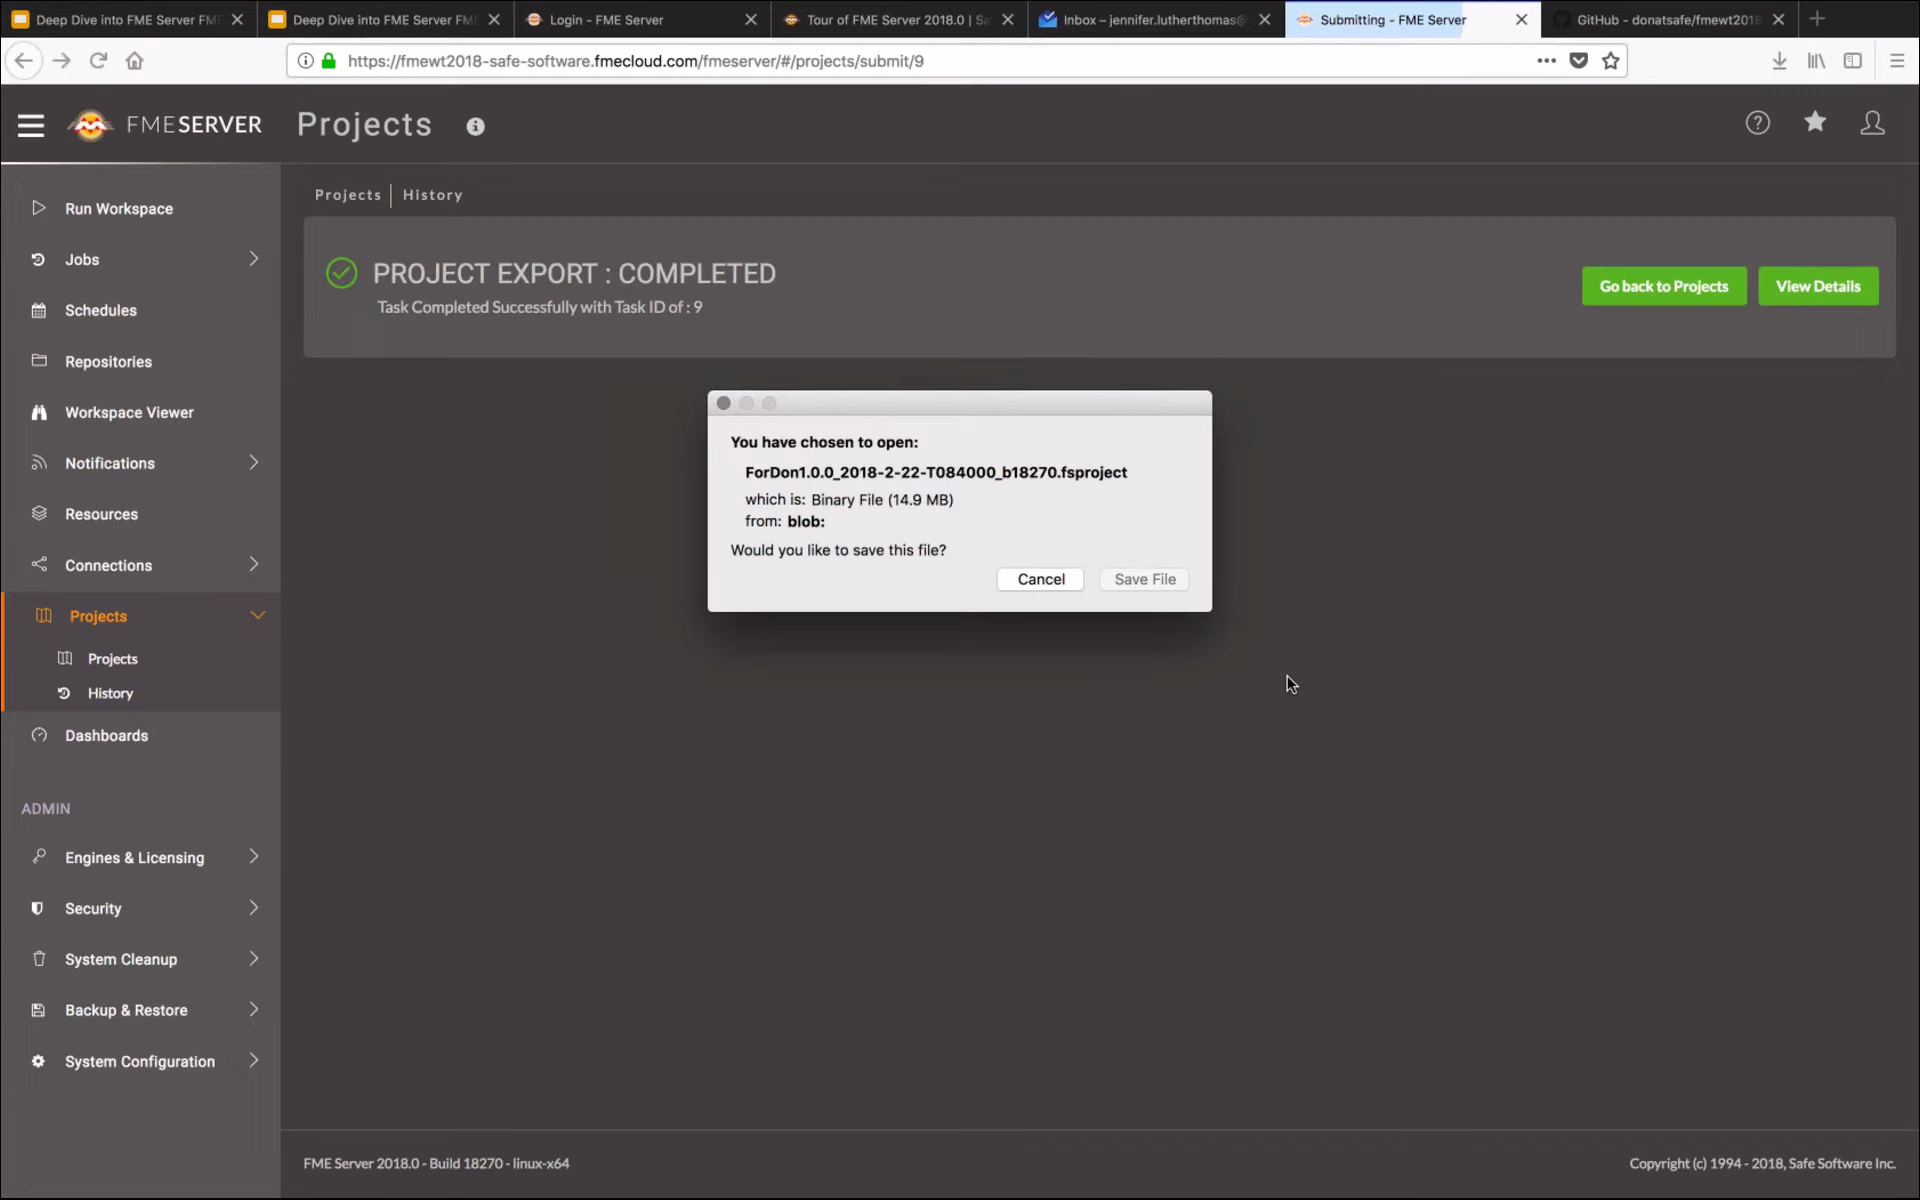 Deep Dive into FME Server FM
Deep Dive into FME Server FME
Login - FME Server
Tour of FME Server 2018.0 | Sa
Inbox – jennifer.lutherthomas@
Submitting - FME Server
GitHub - donatsafe/fmewt2018
https://fmewt2018-safe-software.fmecloud.com/fmeserver/#/projects/submit/9
FMESERVER
Projects
Run Workspace
Jobs
Schedules
Repositories
Workspace Viewer
Notifications
Resources
Connections
Projects
Projects
History
Dashboards
ADMIN
Engines & Licensing
Security
System Cleanup
Backup & Restore
System Configuration
Projects | History
PROJECT EXPORT : COMPLETED
Task Completed Successfully with Task ID of : 9
Go back to Projects
View Details
You have chosen to open:
ForDon1.0.0_2018-2-22-T084000_b18270.fsproject
which is: Binary File (14.9 MB)
from: blob:
Would you like to save this file?
Cancel
Save File
FME Server 2018.0 - Build 18270 - linux-x64
Copyright (c) 1994 - 2018, Safe Software Inc.